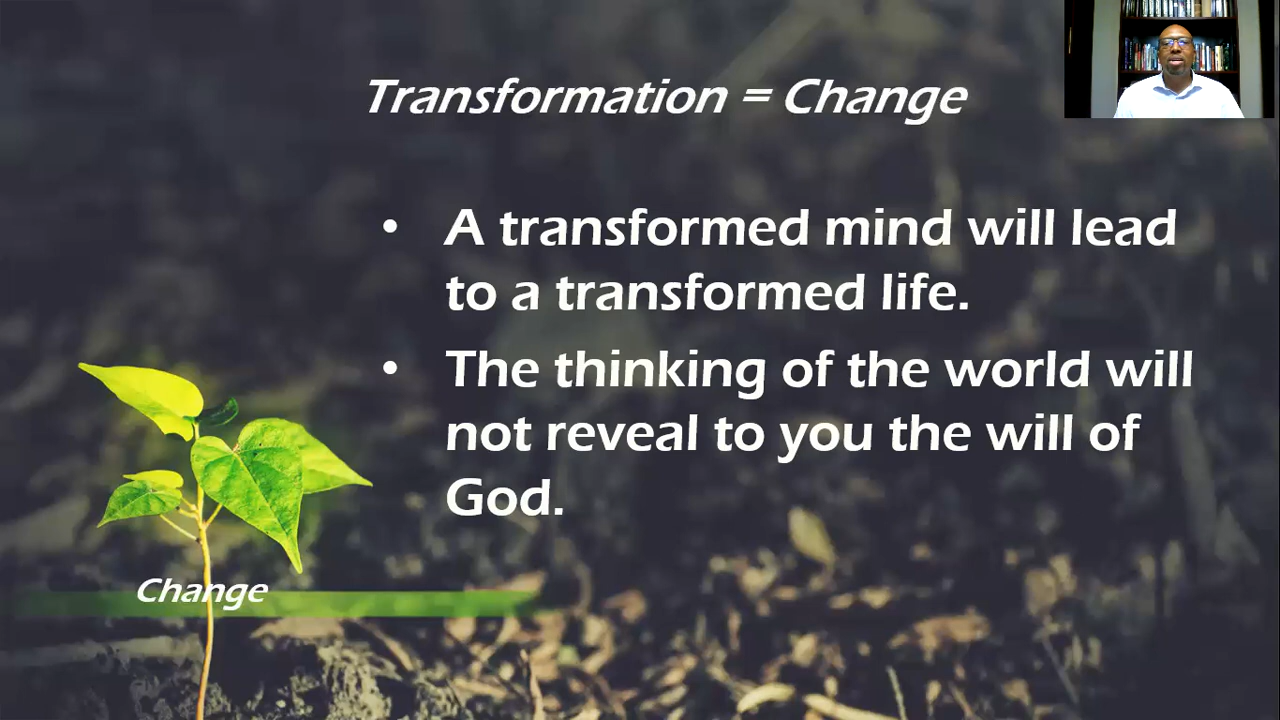 Transformation = Change
• A transformed mind will lead
to a transformed life.
• The thinking of the world will
not reveal to you the will of
God.
Change